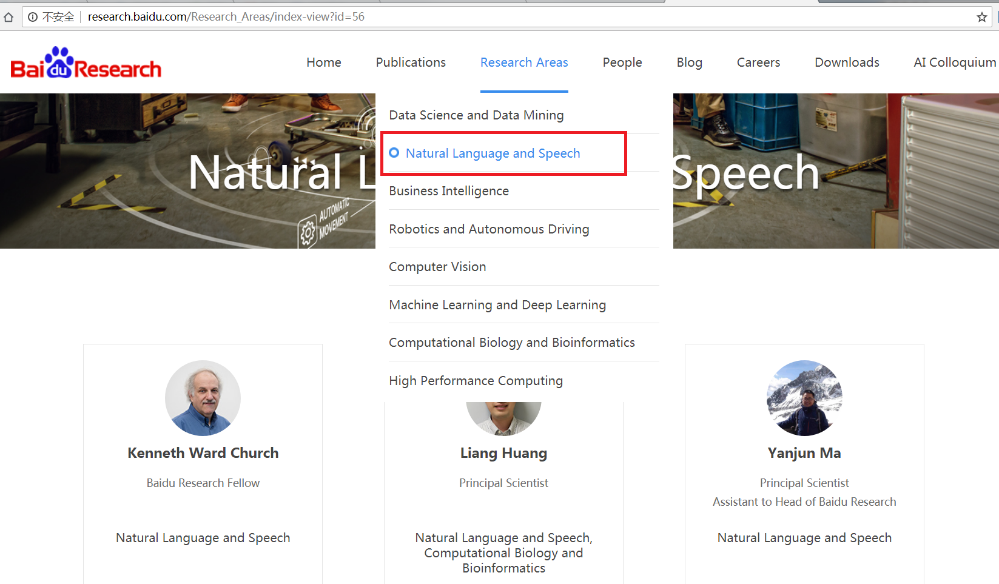 不安全 research.baidu.com/Research_Areas/index-view?id=56
Bai du Research
Home Publications Research Areas People Blog Careers Downloads AI Colloquium
Data Science and Data Mining
Natural Language and Speech
Business Intelligence
Robotics and Autonomous Driving
Computer Vision
Machine Learning and Deep Learning
Computational Biology and Bioinformatics
High Performance Computing
Natural L
Speech
AUTOMATIC
MOVEMENT
Kenneth Ward Church
Baidu Research Fellow
Natural Language and Speech
Liang Huang
Principal Scientist
Natural Language and Speech,
Computational Biology and
Bioinformatics
Yanjun Ma
Principal Scientist
Assistant to Head of Baidu Research
Natural Language and Speech